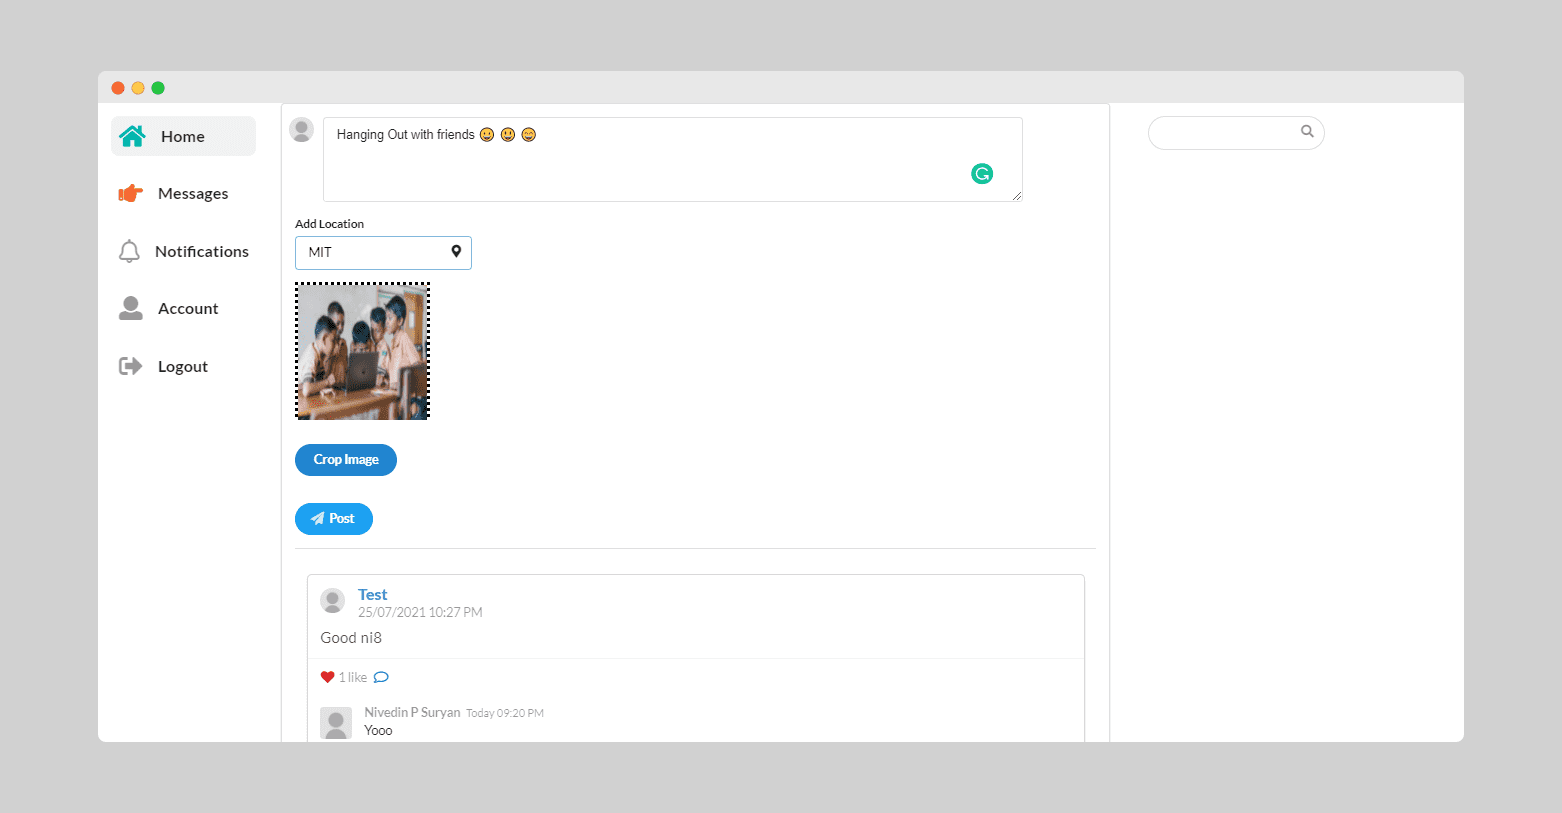 Home
Messages
Notifications
Account
Logout
Hanging Out with friends 😀 😃 😄
Add Location
MIT
Crop Image
Post
Test
25/07/2021 10:27 PM
Good ni8
1 like
Nivedin P Suryan Today 09:20 PM
Yooo